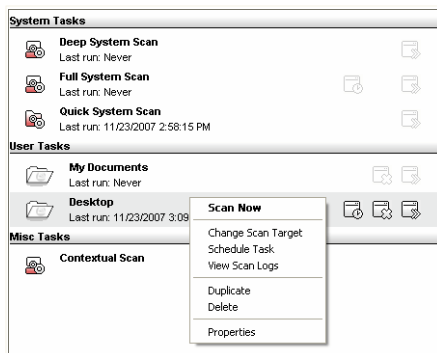 System Tasks
Deep System Scan
Last run: Never
Full System Scan
Last run: Never
Quick System Scan
Last run: 11/23/2007 2:58:15 PM
User Tasks
My Documents
Last run: Never
Desktop
Last run: 11/23/2007 3:09
Scan Now
Change Scan Target
Schedule Task
View Scan Logs
Duplicate
Delete
Properties
Misc Tasks
Contextual Scan